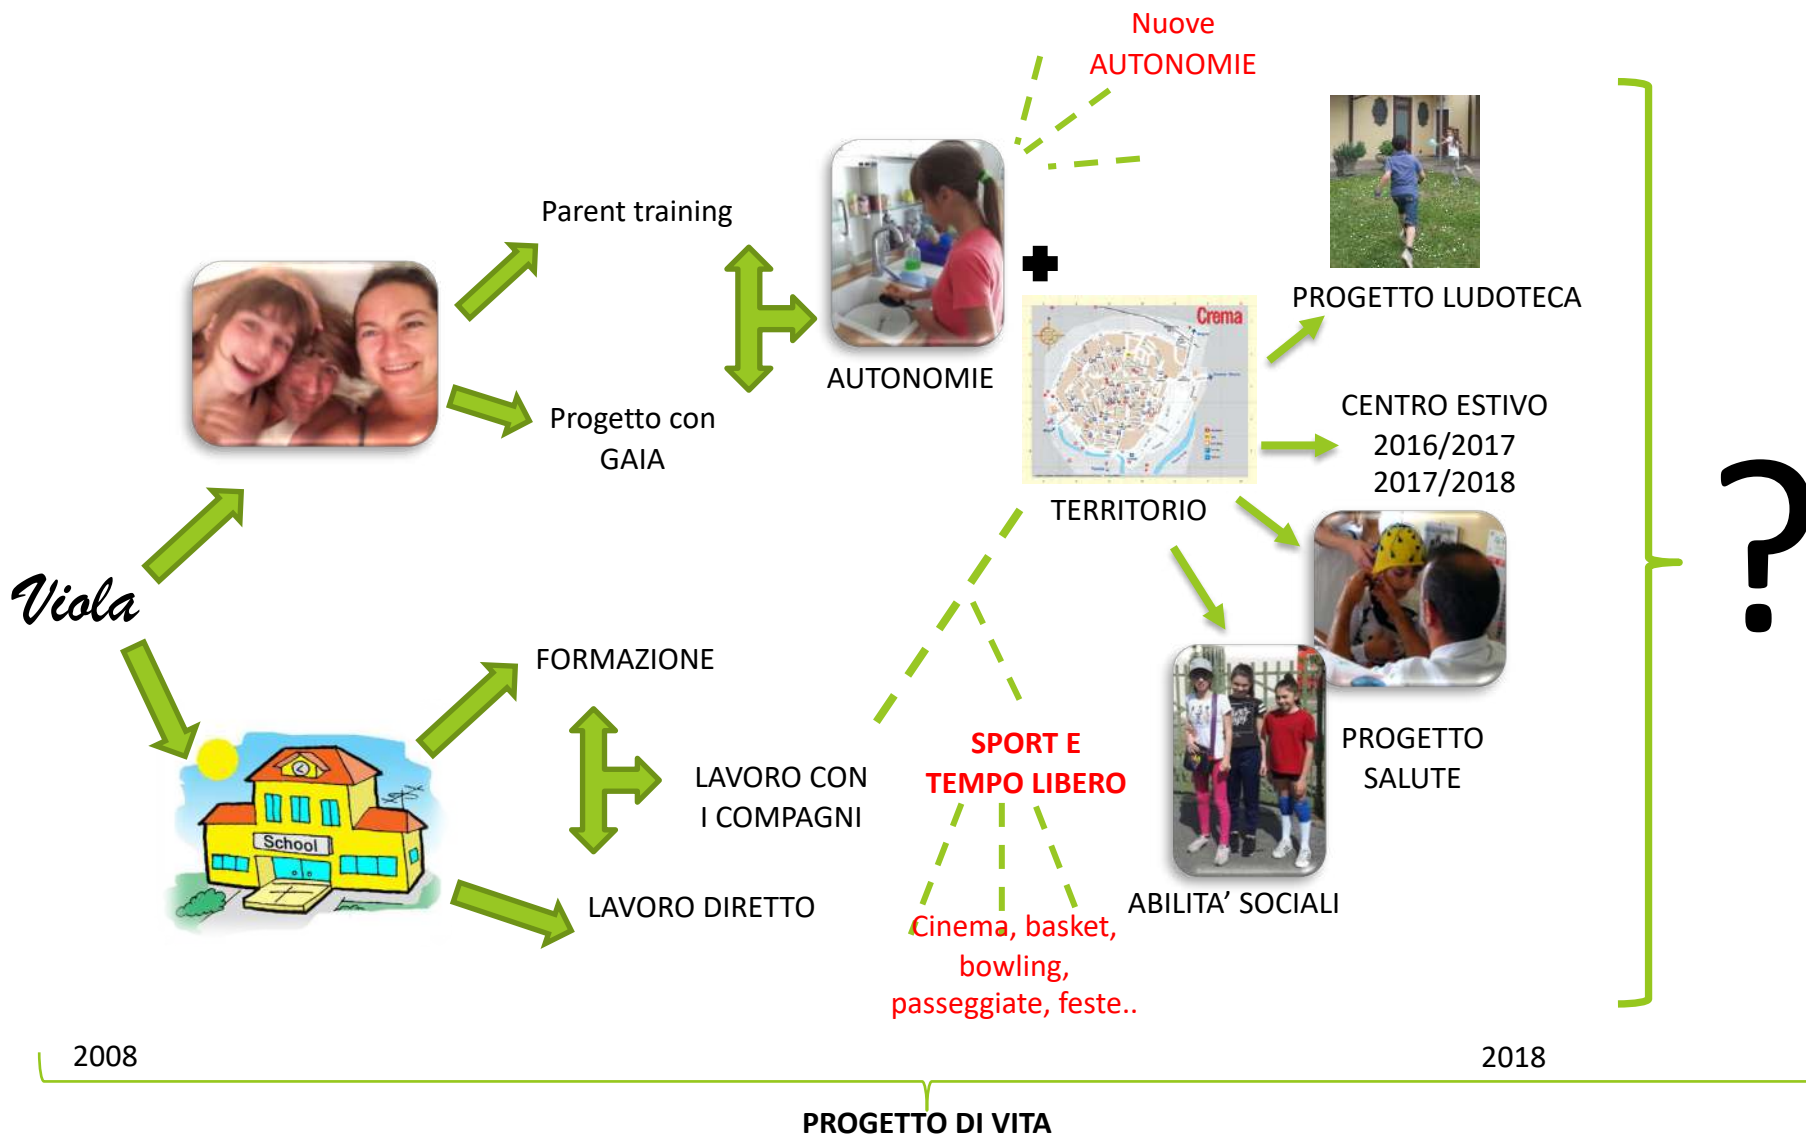 Nuove
AUTONOMIE
Parent training
Crema
PROGETTO LUDOTECA
AUTONOMIE
Progetto con
GAIA
CENTRO ESTIVO
2016/2017
2017/2018
TERRITORIO
Viola
FORMAZIONE
SPORT E
TEMPO LIBERO
PROGETTO
SALUTE
LAVORO CON
I COMPAGNI
School
LAVORO DIRETTO
ABILITA’ SOCIALI
Cinema, basket,
bowling,
passeggiate, feste..
?
2008
2018
PROGETTO DI VITA